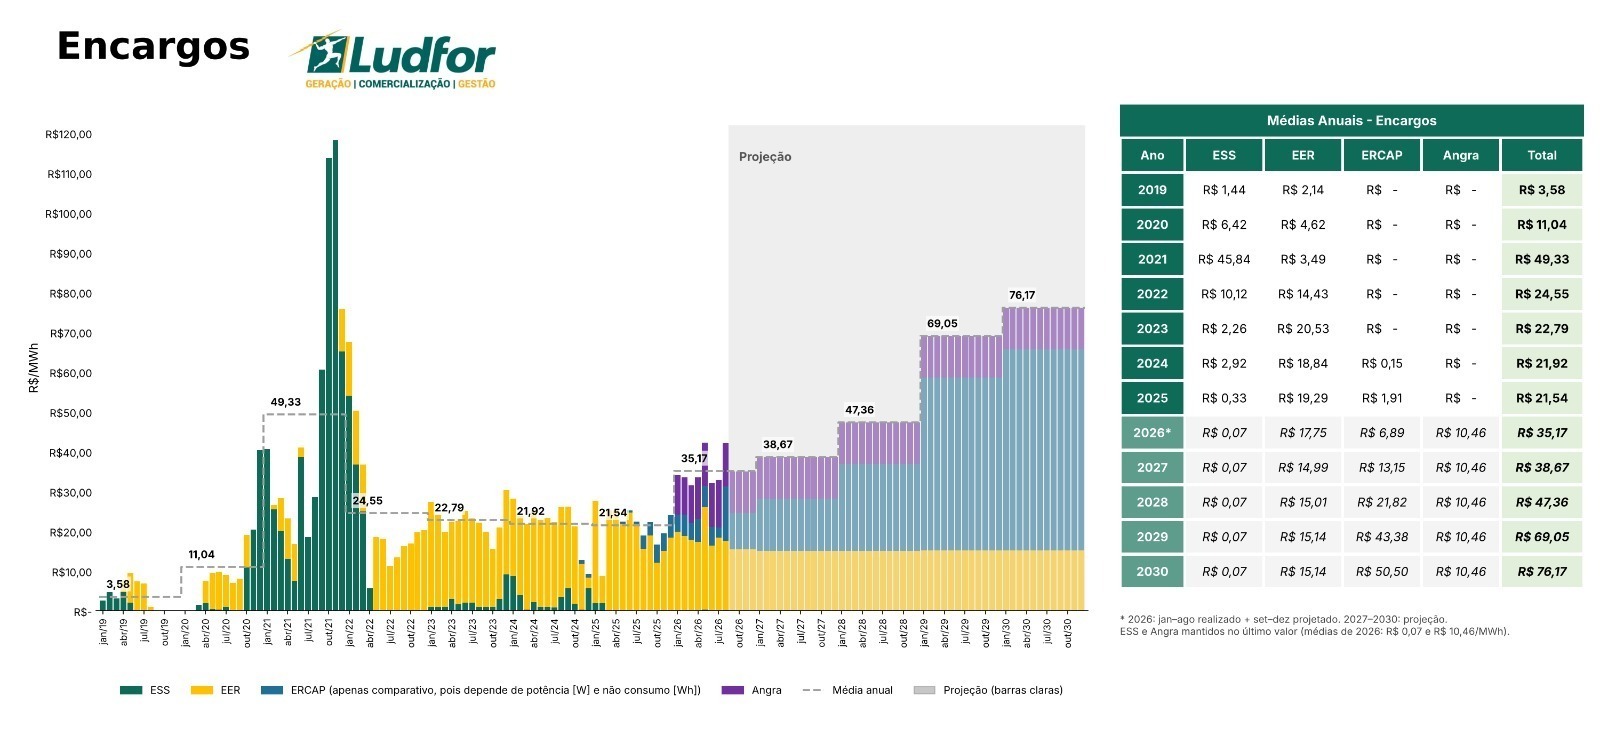 Encargos
Ludfor
GERAÇÃO | COMERCIALIZAÇÃO | GESTÃO
R$/MWh
R$120,00
R$110,00
R$100,00
R$90,00
R$80,00
R$70,00
R$60,00
R$50,00
R$40,00
R$30,00
R$20,00
R$10,00
R$-
Projeção
3,58
11,04
49,33
24,55
22,79
21,92
21,54
35,17
38,67
47,36
69,05
76,17
jan/19 abr/19 jul/19 out/19 jan/20 abr/20 jul/20 out/20 jan/21 abr/21 jul/21 out/21 jan/22 abr/22 jul/22 out/22 jan/23 abr/23 jul/23 out/23 jan/24 abr/24 jul/24 out/24 jan/25 abr/25 jul/25 out/25 jan/26 abr/26 jul/26 out/26 jan/27 abr/27 jul/27 out/27 jan/28 abr/28 jul/28 out/28 jan/29 abr/29 jul/29 out/29 jan/30 abr/30 jul/30 out/30
ESS EER ERCAP (apenas comparativo, pois depende de potência [W] e não consumo [Wh]) Angra Média anual Projeção (barras claras)
Médias Anuais - Encargos
Ano ESS EER ERCAP Angra Total
2019 R$ 1,44 R$ 2,14 R$ - R$ - R$ 3,58
2020 R$ 6,42 R$ 4,62 R$ - R$ - R$ 11,04
2021 R$ 45,84 R$ 3,49 R$ - R$ - R$ 49,33
2022 R$ 10,12 R$ 14,43 R$ - R$ - R$ 24,55
2023 R$ 2,26 R$ 20,53 R$ - R$ - R$ 22,79
2024 R$ 2,92 R$ 18,84 R$ 0,15 R$ - R$ 21,92
2025 R$ 0,33 R$ 19,29 R$ 1,91 R$ - R$ 21,54
2026* R$ 0,07 R$ 17,75 R$ 6,89 R$ 10,46 R$ 35,17
2027 R$ 0,07 R$ 14,99 R$ 13,15 R$ 10,46 R$ 38,67
2028 R$ 0,07 R$ 15,01 R$ 21,82 R$ 10,46 R$ 47,36
2029 R$ 0,07 R$ 15,14 R$ 43,38 R$ 10,46 R$ 69,05
2030 R$ 0,07 R$ 15,14 R$ 50,50 R$ 10,46 R$ 76,17
* 2026: jan–ago realizado + set–dez projetado. 2027–2030: projeção.
ESS e Angra mantidos no último valor (médias de 2026: R$ 0,07 e R$ 10,46/MWh).